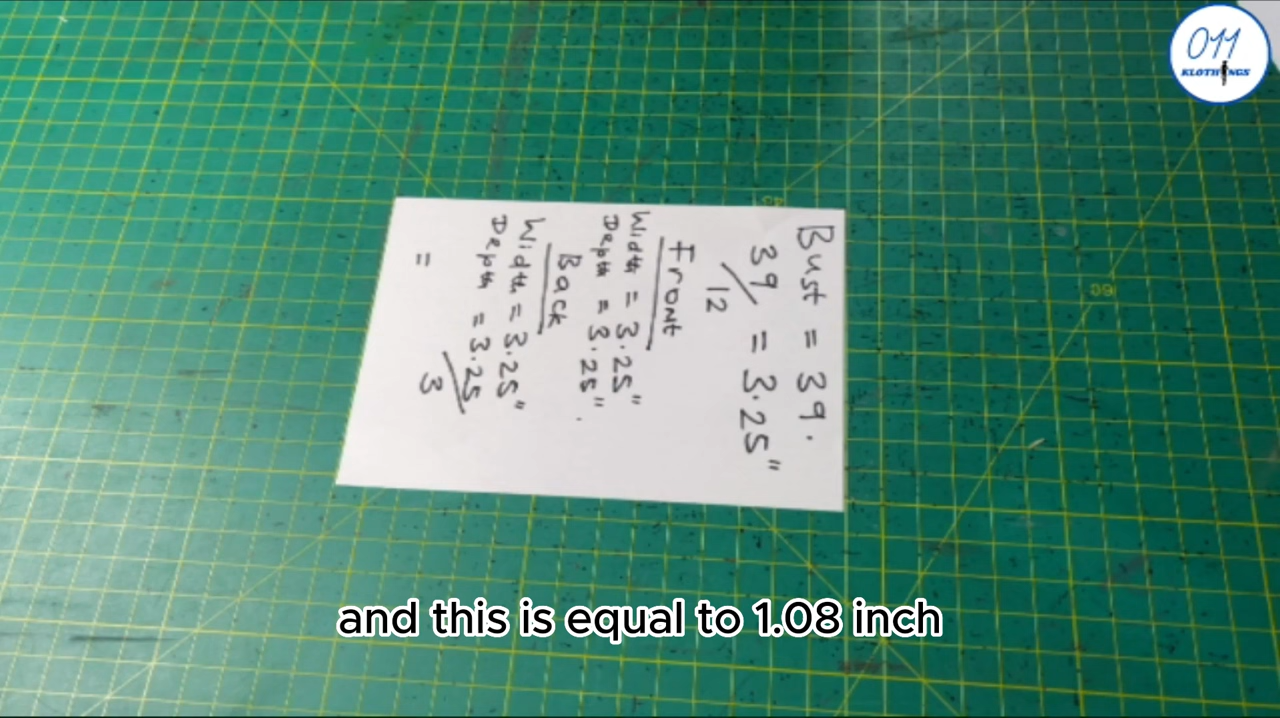 Bust = 39.
39/12 = 3.25"
Front
Width = 3.25"
Depth = 3.25".
Back
Width = 3.25"
Depth = 3.25/3
=
60
011
KLOTHINGS
and this is equal to 1.08 inch